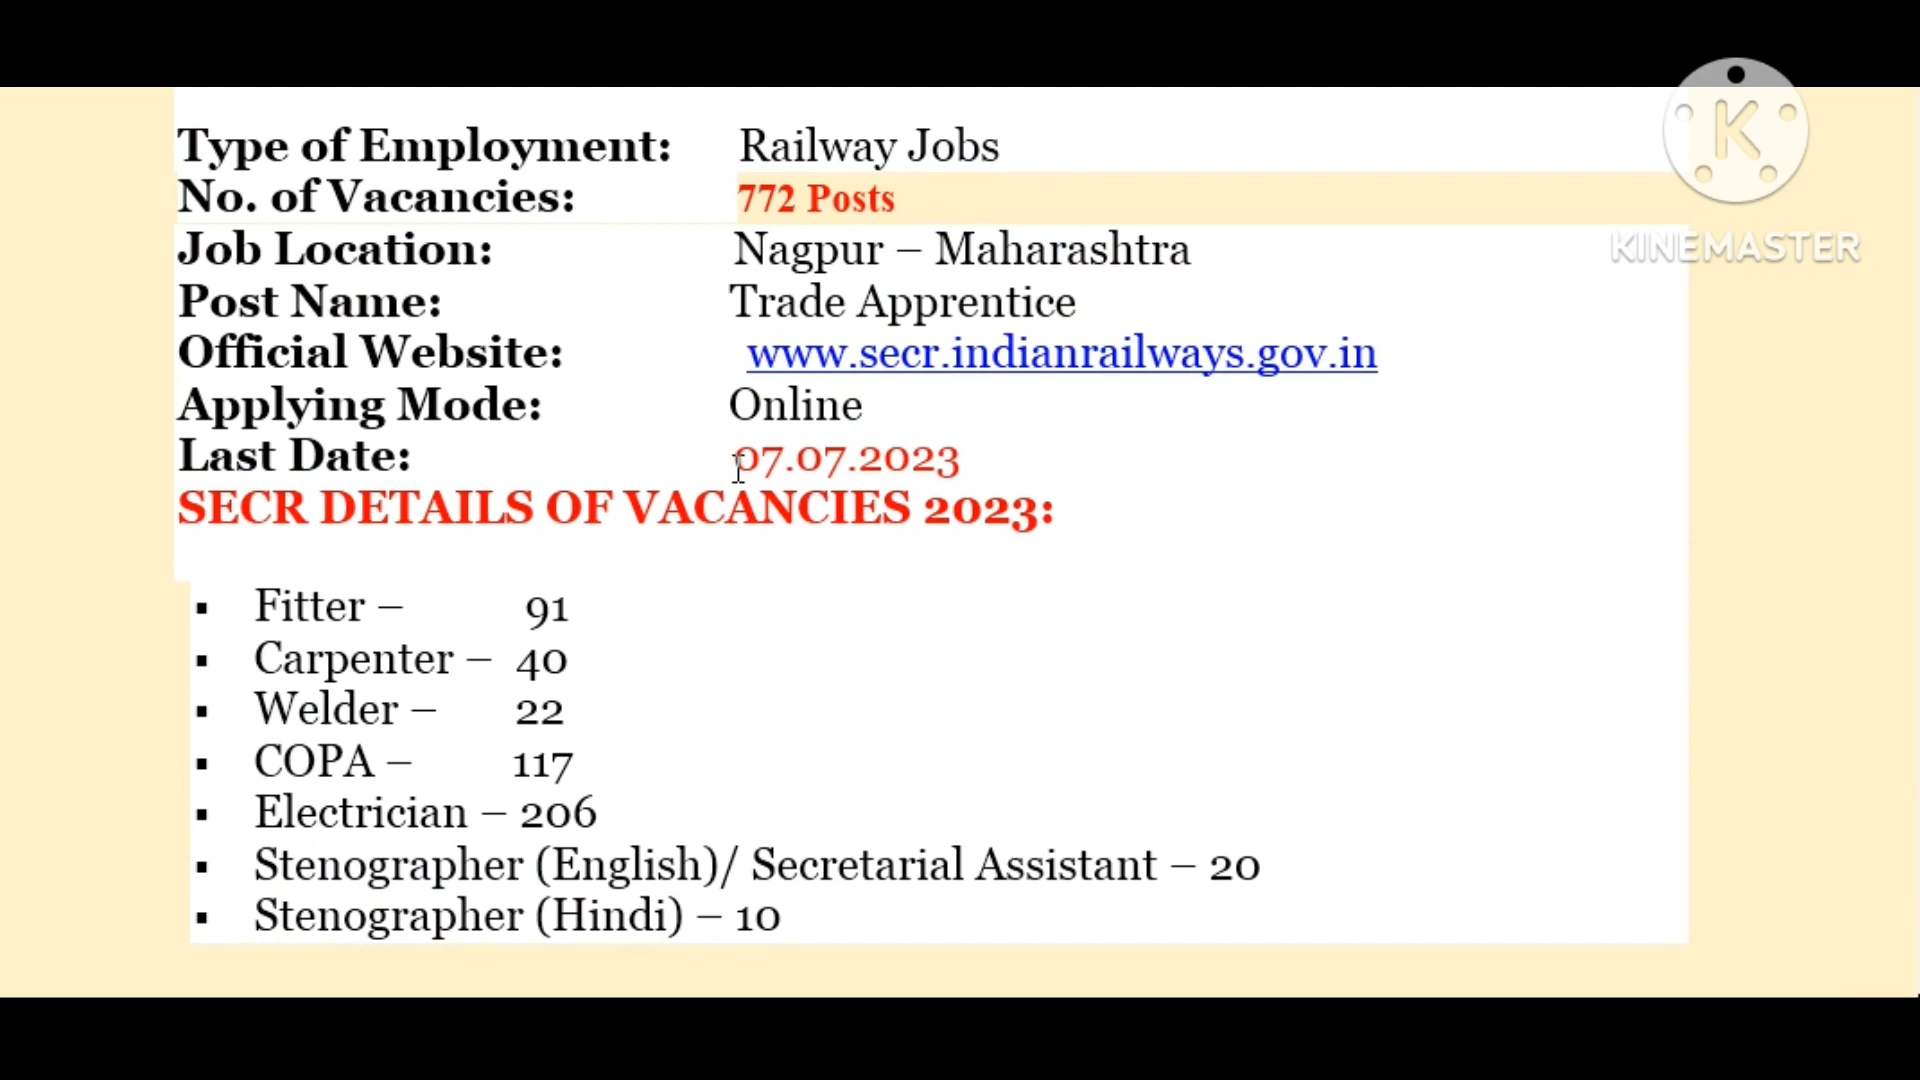 Type of Employment: Railway Jobs
No. of Vacancies: 772 Posts
Job Location: Nagpur – Maharashtra
Post Name: Trade Apprentice
Official Website: www.secr.indianrailways.gov.in
Applying Mode: Online
Last Date: 07.07.2023
SECR DETAILS OF VACANCIES 2023:
▪ Fitter – 91
▪ Carpenter – 40
▪ Welder – 22
▪ COPA – 117
▪ Electrician – 206
▪ Stenographer (English)/ Secretarial Assistant – 20
▪ Stenographer (Hindi) – 10
K
KINEMASTER